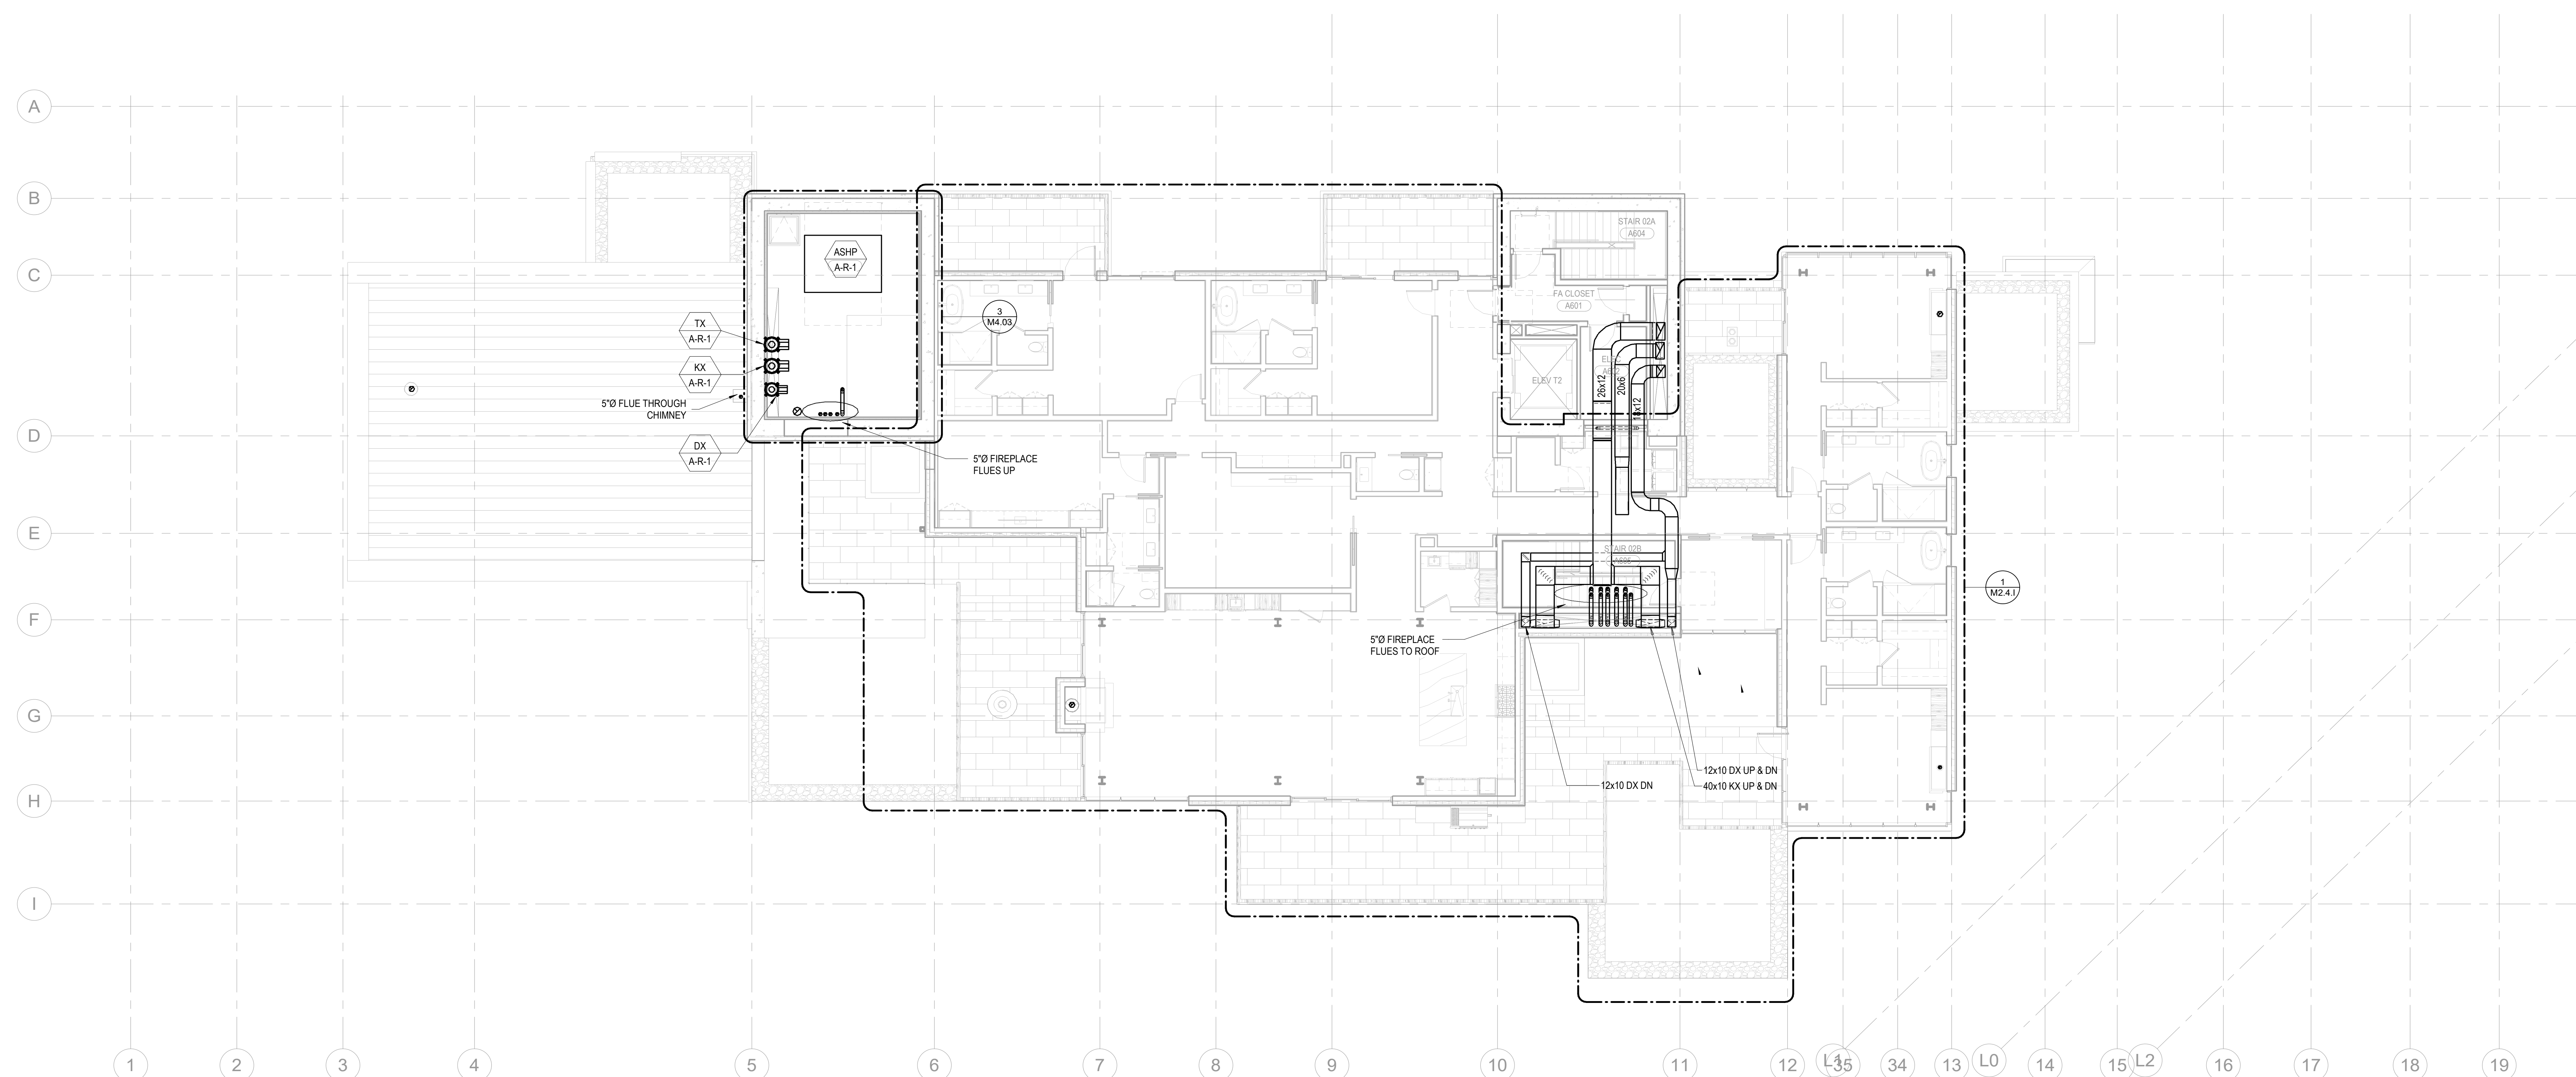 A
B
C
D
E
F
G
H
I
STAIR 02A
A604
ASHP
A-R-1
FA CLOSET
A601
3
M4.03
TX
A-R-1
KX
A-R-1
5"Ø FLUE THROUGH
CHIMNEY
DX
A-R-1
ELEV T2
26x12
20x6
18x12
5"Ø FIREPLACE
FLUES UP
STAIR 02B
1
M2.4.I
5"Ø FIREPLACE
FLUES TO ROOF
12x10 DX UP & DN
12x10 DX DN
40x10 KX UP & DN
1
2
3
4
5
6
7
8
9
10
11
12
L1
35
34
13
L0
14
15
L2
16
17
18
19